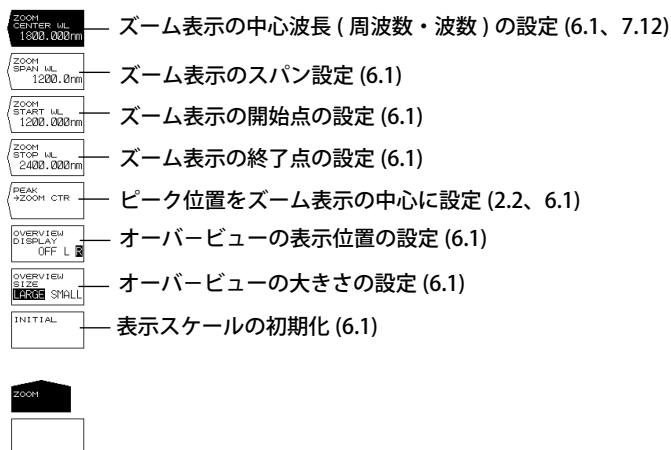 ZOOM
CENTER WL
1800.000nm
ズーム表示の中心波長 ( 周波数・波数 ) の設定 (6.1、7.12)
ZOOM
SPAN WL
1200.0nm
ズーム表示のスパン設定 (6.1)
ZOOM
START WL
1200.000nm
ズーム表示の開始点の設定 (6.1)
ZOOM
STOP WL
2400.000nm
ズーム表示の終了点の設定 (6.1)
PEAK
→ZOOM CTR
ピーク位置をズーム表示の中心に設定 (2.2、6.1)
OVERVIEW
DISPLAY
OFF L R
オーバービューの表示位置の設定 (6.1)
OVERVIEW
SIZE
LARGE SMALL
オーバービューの大きさの設定 (6.1)
INITIAL
表示スケールの初期化 (6.1)
ZOOM